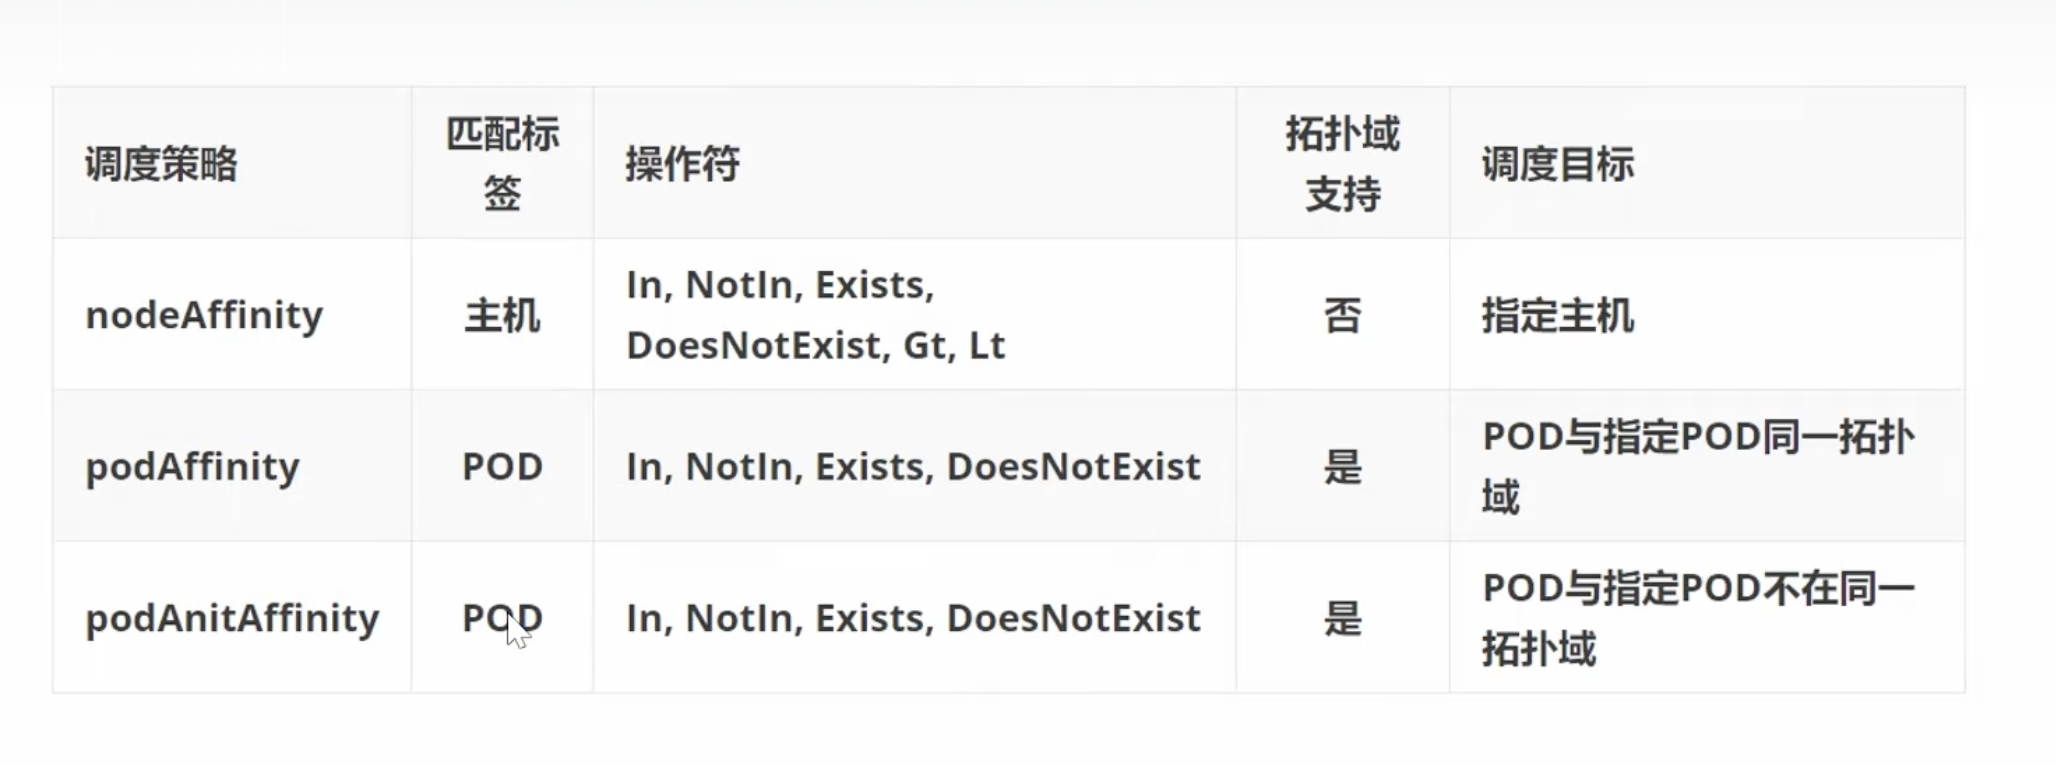 调度策略
匹配标
签
操作符
拓扑域
支持
调度目标
nodeAffinity
主机
In, NotIn, Exists,
DoesNotExist, Gt, Lt
否
指定主机
podAffinity
POD
In, NotIn, Exists, DoesNotExist
是
POD与指定POD同一拓扑
域
podAnitAffinity
POD
In, NotIn, Exists, DoesNotExist
是
POD与指定POD不在同一
拓扑域